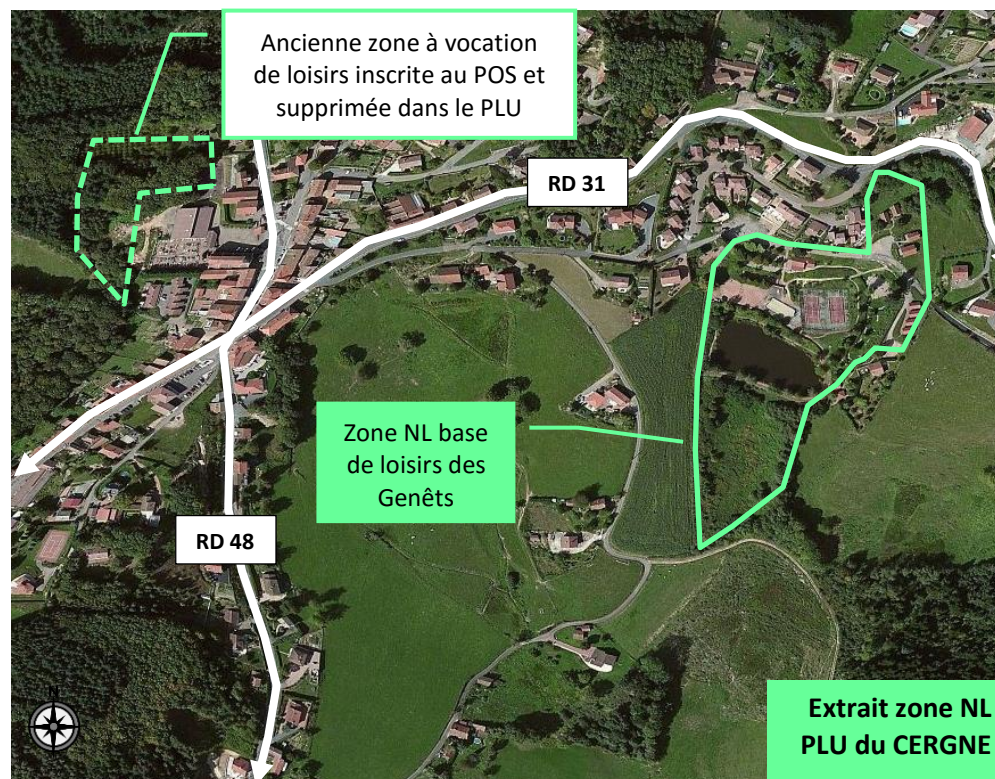 Ancienne zone à vocation
de loisirs inscrite au POS et
supprimée dans le PLU
RD 31
Zone NL base
de loisirs des
Genêts
RD 48
N
Extrait zone NL
PLU du CERGNE